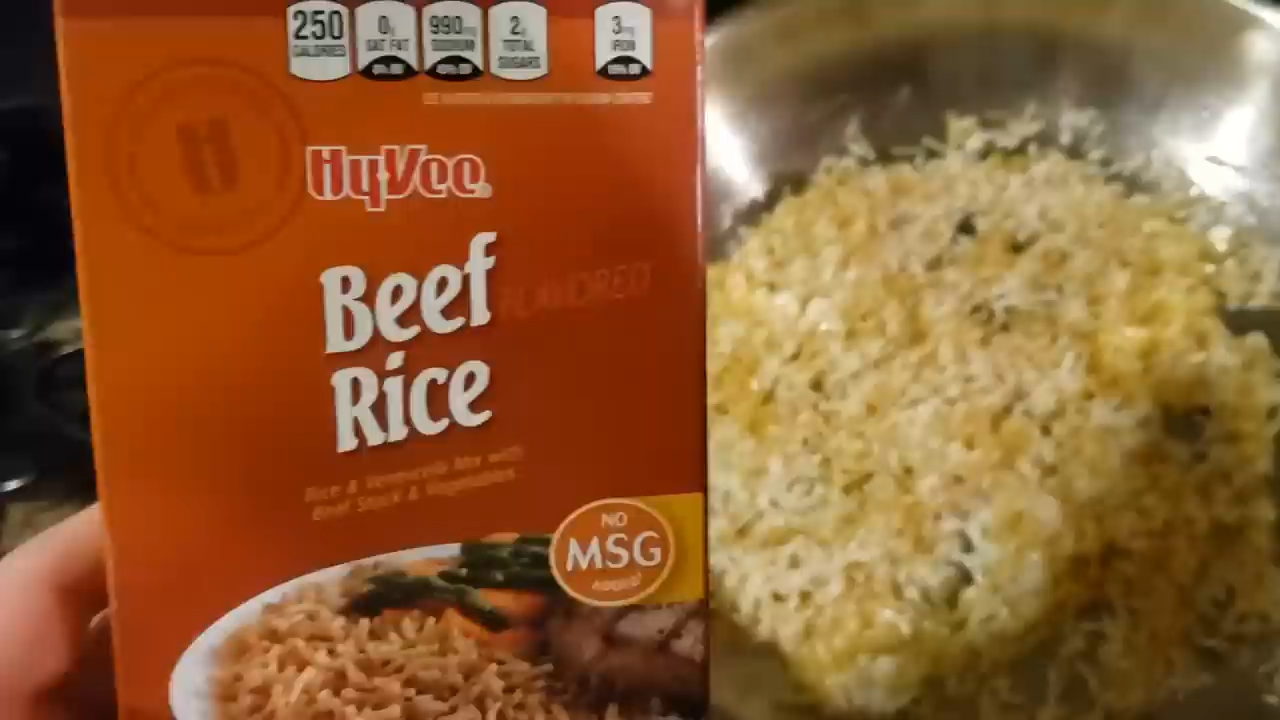 250 0g 990mg 2g 3mg
CALORIES SAT FAT SODIUM TOTAL SUGARS IRON
HyVee
Beef FLAVORED
Rice
Rice & Vermicelli Mix with
Beef Stock & Vegetables
NO
MSG